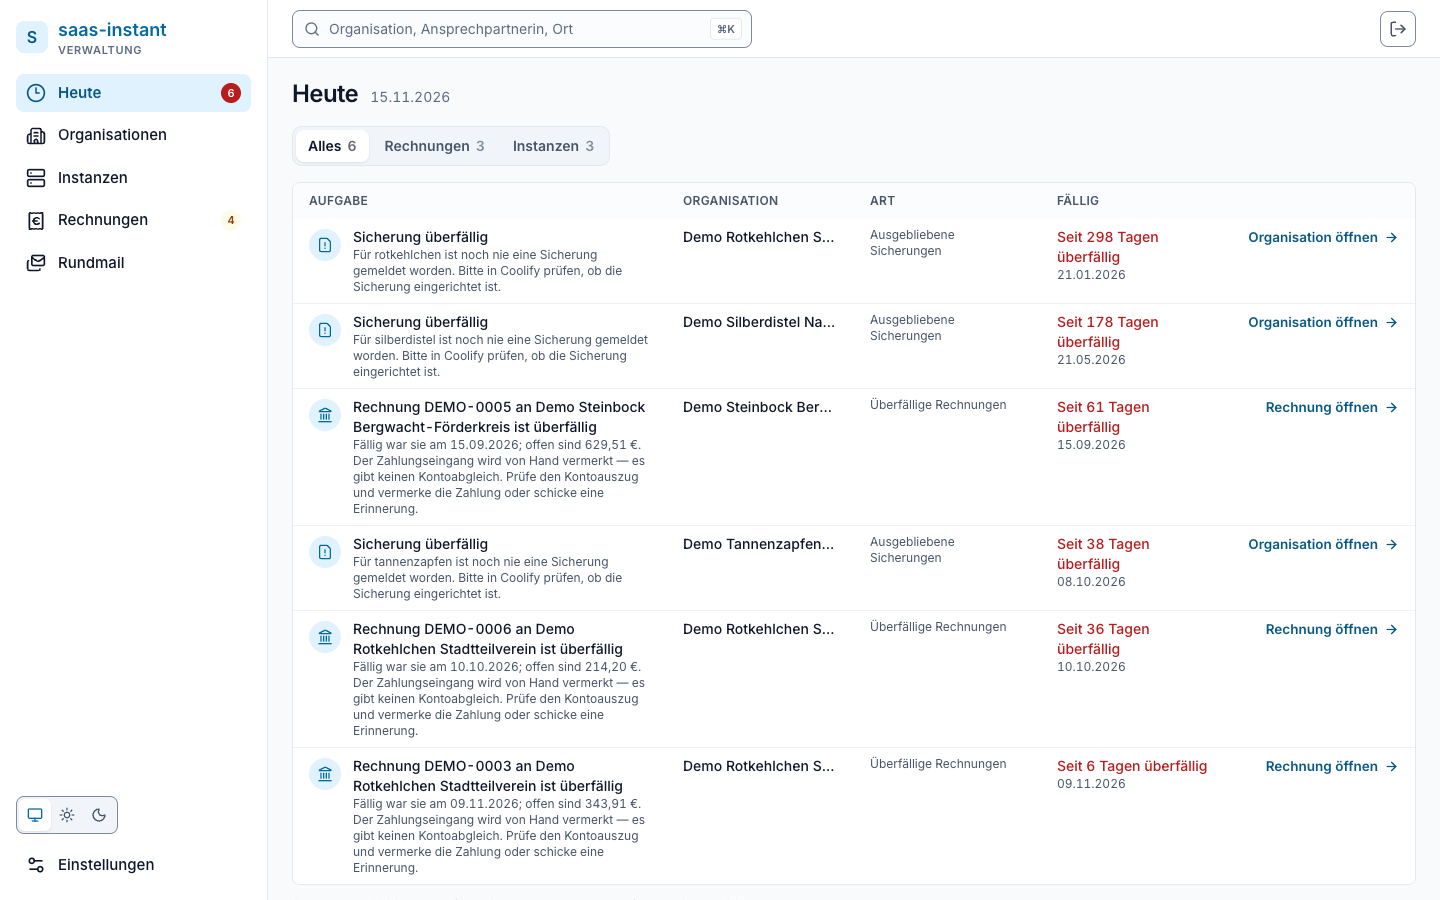 S
saas-instant
VERWALTUNG
Organisation, Ansprechpartnerin, Ort
⌘K
Heute 6
Organisationen
Instanzen
Rechnungen 4
Rundmail
Einstellungen
Heute 15.11.2026
Alles 6 Rechnungen 3 Instanzen 3
AUFGABE ORGANISATION ART FÄLLIG
Sicherung überfällig
Für rotkehlchen ist noch nie eine Sicherung
gemeldet worden. Bitte in Coolify prüfen, ob die
Sicherung eingerichtet ist.
Demo Rotkehlchen S…
Ausgebliebene
Sicherungen
Seit 298 Tagen
überfällig
21.01.2026
Organisation öffnen →
Sicherung überfällig
Für silberdistel ist noch nie eine Sicherung gemeldet
worden. Bitte in Coolify prüfen, ob die Sicherung
eingerichtet ist.
Demo Silberdistel Na…
Ausgebliebene
Sicherungen
Seit 178 Tagen
überfällig
21.05.2026
Organisation öffnen →
Rechnung DEMO-0005 an Demo Steinbock
Bergwacht-Förderkreis ist überfällig
Fällig war sie am 15.09.2026; offen sind 629,51 €.
Der Zahlungseingang wird von Hand vermerkt — es
gibt keinen Kontoabgleich. Prüfe den Kontoauszug
und vermerke die Zahlung oder schicke eine
Erinnerung.
Demo Steinbock Ber…
Überfällige Rechnungen
Seit 61 Tagen
überfällig
15.09.2026
Rechnung öffnen →
Sicherung überfällig
Für tannenzapfen ist noch nie eine Sicherung
gemeldet worden. Bitte in Coolify prüfen, ob die
Sicherung eingerichtet ist.
Demo Tannenzapfen…
Ausgebliebene
Sicherungen
Seit 38 Tagen
überfällig
08.10.2026
Organisation öffnen →
Rechnung DEMO-0006 an Demo
Rotkehlchen Stadtteilverein ist überfällig
Fällig war sie am 10.10.2026; offen sind 214,20 €.
Der Zahlungseingang wird von Hand vermerkt — es
gibt keinen Kontoabgleich. Prüfe den Kontoauszug
und vermerke die Zahlung oder schicke eine
Erinnerung.
Demo Rotkehlchen S…
Überfällige Rechnungen
Seit 36 Tagen
überfällig
10.10.2026
Rechnung öffnen →
Rechnung DEMO-0003 an Demo
Rotkehlchen Stadtteilverein ist überfällig
Fällig war sie am 09.11.2026; offen sind 343,91 €.
Der Zahlungseingang wird von Hand vermerkt — es
gibt keinen Kontoabgleich. Prüfe den Kontoauszug
und vermerke die Zahlung oder schicke eine
Erinnerung.
Demo Rotkehlchen S…
Überfällige Rechnungen
Seit 6 Tagen überfällig
09.11.2026
Rechnung öffnen →